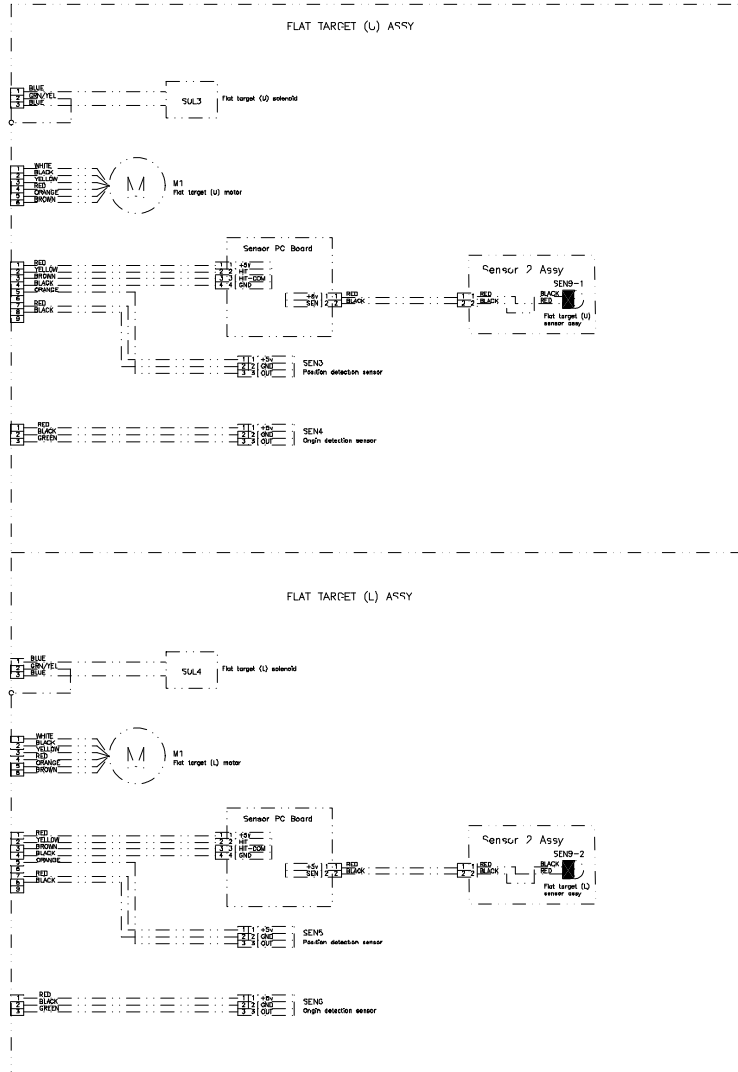 FLAT TARGET (U) ASSY
1 BLUE
2 GRN/YEL
3 BLUE
SUL3 Flat target (U) solenoid
1 WHITE
2 BLACK
3 YELLOW
4 RED
5 ORANGE
6 BROWN
M M1
Flat target (U) motor
Sensor PC Board
1 RED 1 1 +5v
2 YELLOW 2 2 HIT
3 BROWN 3 3 HIT-COM
4 BLACK 4 4 GND
5 ORANGE
6
7 RED
8 BLACK
9
+5v 1 1 RED
SEN 2 2 BLACK
Sensor 2 Assy
SEN9-1
1 1 RED BLACK
2 2 BLACK RED
Flat target (U)
sensor assy
1 1 +5v SEN3
2 2 GND Position detection sensor
3 3 OUT
1 RED 1 1 +5v
2 BLACK 2 2 GND SEN4
3 GREEN 3 3 OUT Origin detection sensor
FLAT TARGET (L) ASSY
1 BLUE
2 GRN/YEL
3 BLUE
SUL4 Flat target (L) solenoid
1 WHITE
2 BLACK
3 YELLOW
4 RED
5 ORANGE
6 BROWN
M M1
Flat target (L) motor
Sensor PC Board
1 RED 1 1 +5v
2 YELLOW 2 2 HIT
3 BROWN 3 3 HIT-COM
4 BLACK 4 4 GND
5 ORANGE
6
7 RED
8 BLACK
9
+5v 1 1 RED
SEN 2 2 BLACK
Sensor 2 Assy
SEN9-2
1 1 RED BLACK
2 2 BLACK RED
Flat target (L)
sensor assy
1 1 +5v SEN5
2 2 GND Position detection sensor
3 3 OUT
1 RED 1 1 +5v
2 BLACK 2 2 GND SEN6
3 GREEN 3 3 OUT Origin detection sensor